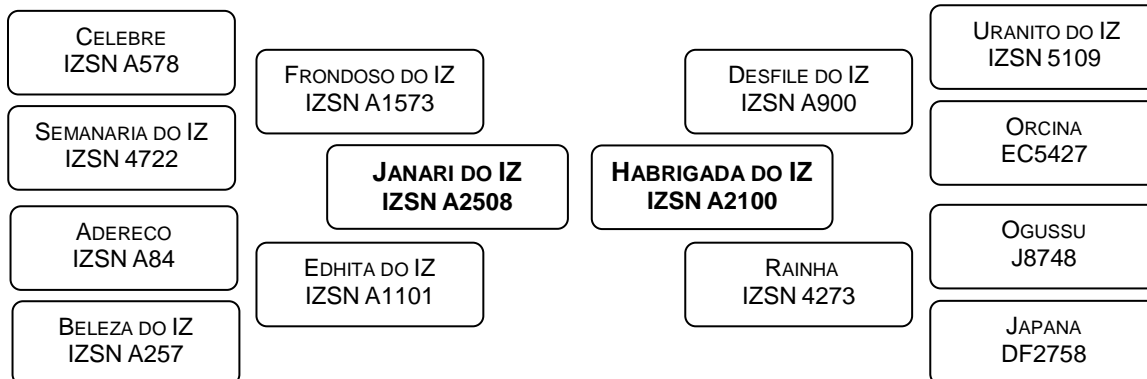 CELEBRE
IZSN A578
SEMANARIA DO IZ
IZSN 4722
ADERECO
IZSN A84
BELEZA DO IZ
IZSN A257
FRONDOSO DO IZ
IZSN A1573
EDHITA DO IZ
IZSN A1101
JANARI DO IZ
IZSN A2508
HABRIGADA DO IZ
IZSN A2100
DESFILE DO IZ
IZSN A900
RAINHA
IZSN 4273
URANITO DO IZ
IZSN 5109
ORCINA
EC5427
OGUSSU
J8748
JAPANA
DF2758